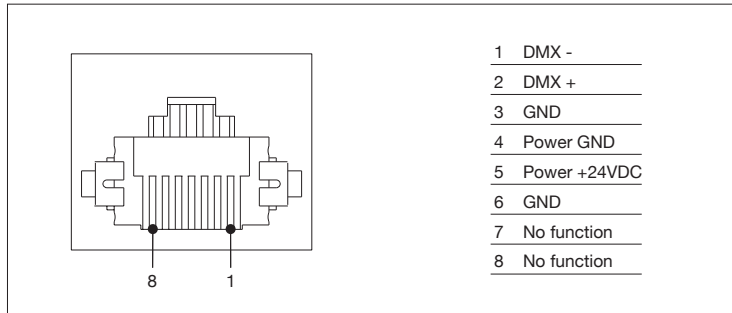 8
1
1 DMX -
2 DMX +
3 GND
4 Power GND
5 Power +24VDC
6 GND
7 No function
8 No function